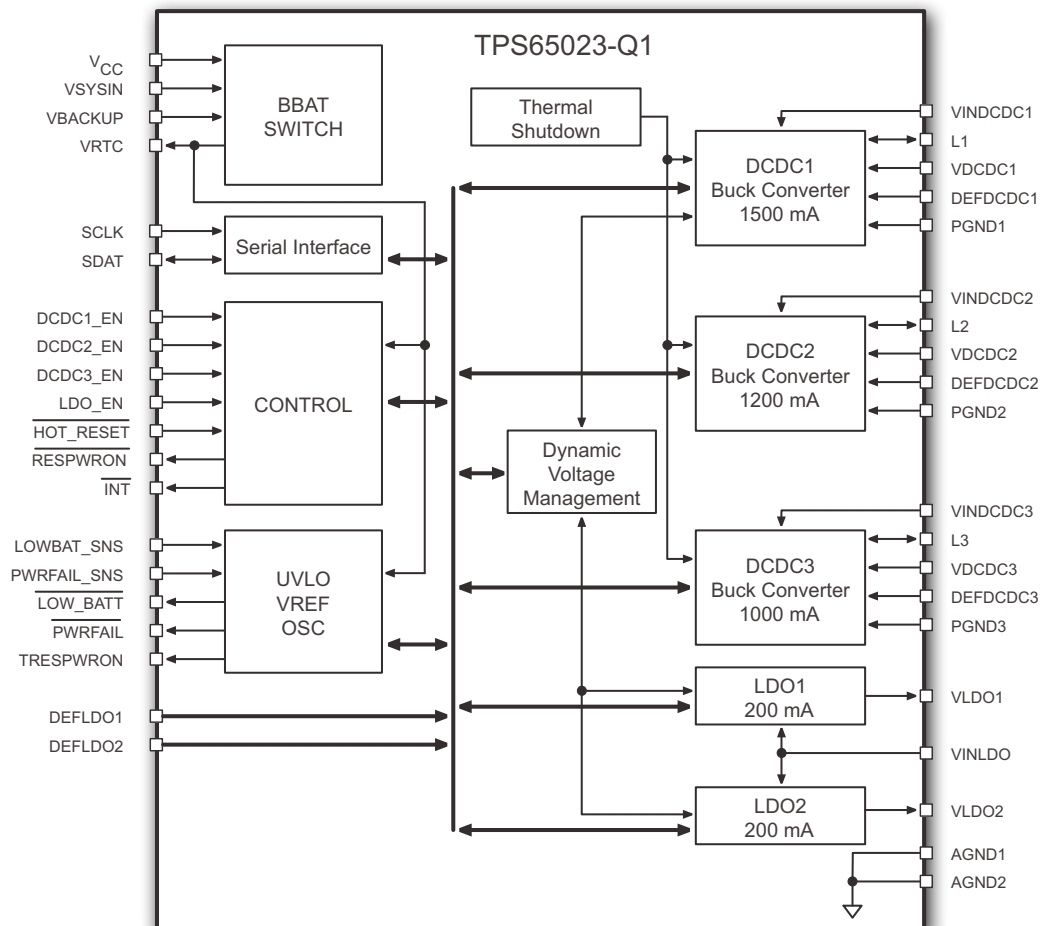 TPS65023-Q1
V_CC
VSYSIN
VBACKUP
VRTC
BBAT
SWITCH
SCLK
SDAT
Serial Interface
DCDC1_EN
DCDC2_EN
DCDC3_EN
LDO_EN
HOT_RESET
RESPWRON
INT
CONTROL
LOWBAT_SNS
PWRFAIL_SNS
LOW_BATT
PWRFAIL
TRESPWRON
UVLO
VREF
OSC
DEFLDO1
DEFLDO2
Thermal
Shutdown
Dynamic
Voltage
Management
DCDC1
Buck Converter
1500 mA
VINDCDC1
L1
VDCDC1
DEFDCDC1
PGND1
DCDC2
Buck Converter
1200 mA
VINDCDC2
L2
VDCDC2
DEFDCDC2
PGND2
DCDC3
Buck Converter
1000 mA
VINDCDC3
L3
VDCDC3
DEFDCDC3
PGND3
LDO1
200 mA
VLDO1
VINLDO
LDO2
200 mA
VLDO2
AGND1
AGND2